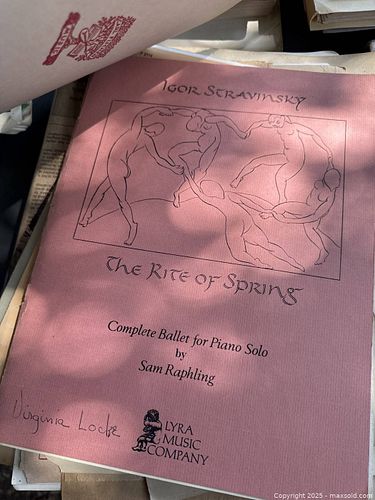 Igor Stravinsky
The Rite of Spring
Complete Ballet for Piano Solo
by
Sam Raphling
Virginia Locke
LYRA
MUSIC
COMPANY
Copyright 2025 - maxsold.com